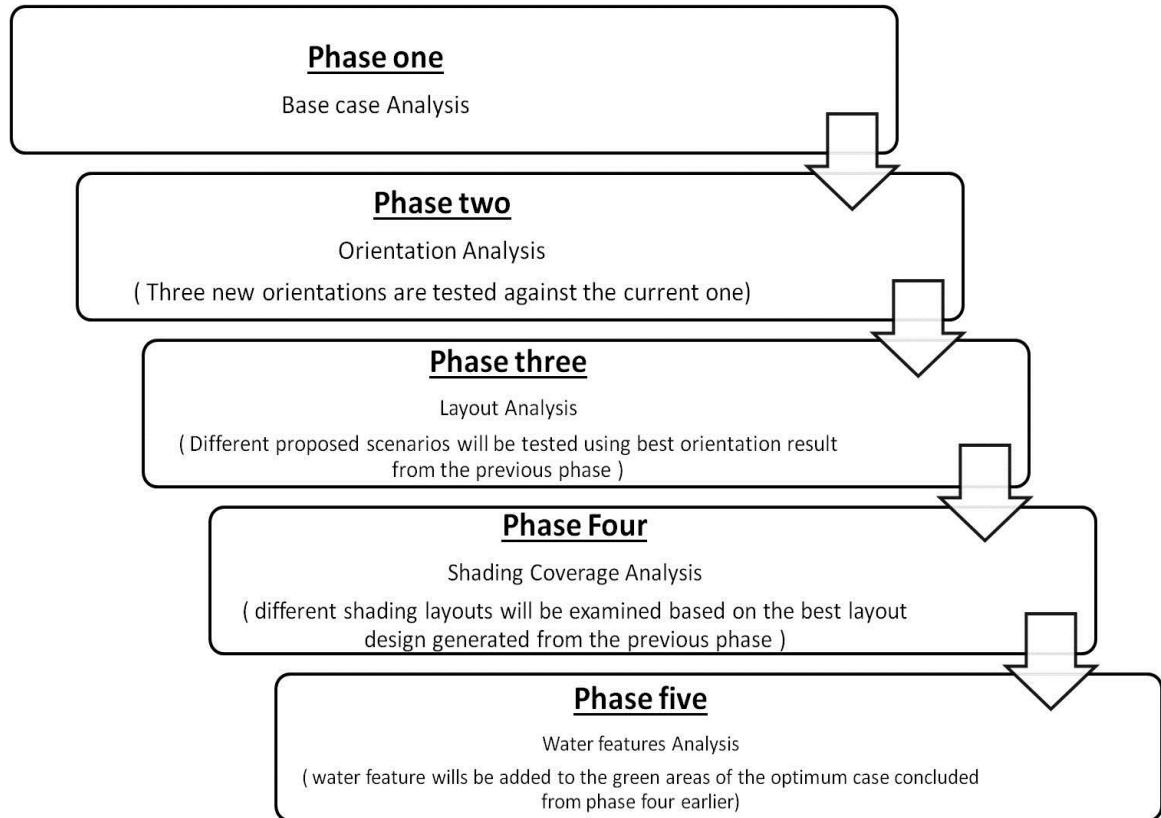 Phase one
Base case Analysis
Phase two
Orientation Analysis
( Three new orientations are tested against the current one)
Phase three
Layout Analysis
( Different proposed scenarios will be tested using best orientation result
from the previous phase )
Phase Four
Shading Coverage Analysis
( different shading layouts will be examined based on the best layout
design generated from the previous phase )
Phase five
Water features Analysis
( water feature wills be added to the green areas of the optimum case concluded
from phase four earlier)